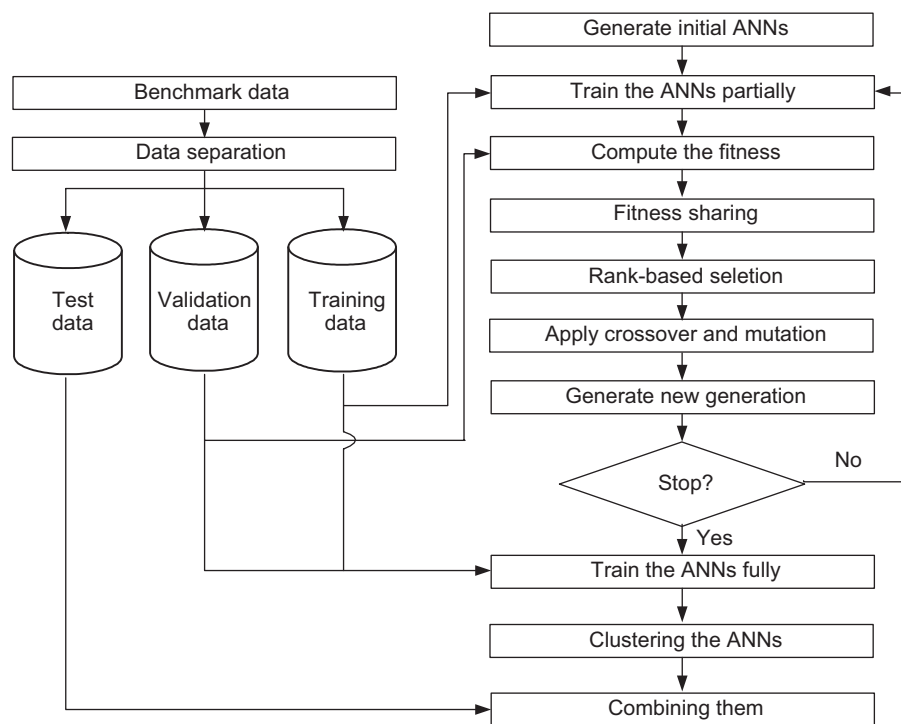 Generate initial ANNs
Benchmark data
Train the ANNs partially
Data separation
Compute the fitness
Fitness sharing
Test
data
Validation
data
Training
data
Rank-based seletion
Apply crossover and mutation
Generate new generation
Stop?
No
Yes
Train the ANNs fully
Clustering the ANNs
Combining them